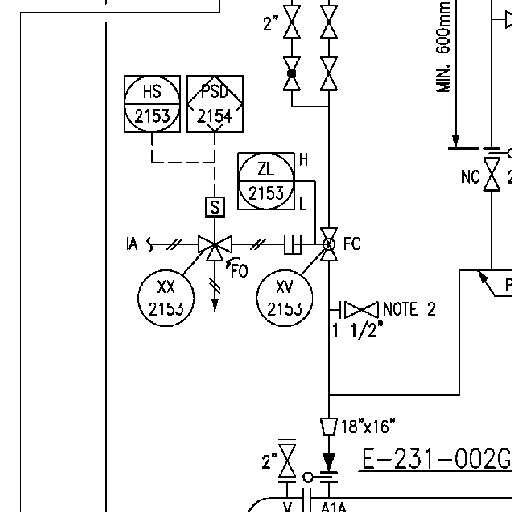 2"
MIN. 600mm
HS
2153
PSD
2154
ZL
2153
H
L
S
NC 2
IA
FO
FC
XX
2153
XV
2153
P
NOTE 2
1 1/2"
18"x16"
2"
E-231-002G
V
A1A